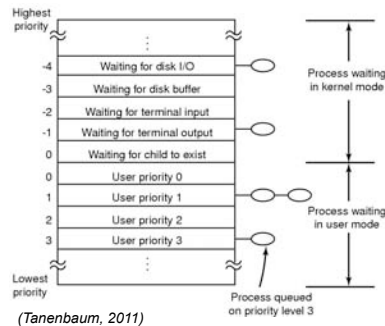 Highest
priority
-4 Waiting for disk I/O
-3 Waiting for disk buffer
-2 Waiting for terminal input
-1 Waiting for terminal output
0 Waiting for child to exist
0 User priority 0
1 User priority 1
2 User priority 2
3 User priority 3
Lowest
priority
Process waiting
in kernel mode
Process waiting
in user mode
Process queued
on priority level 3
(Tanenbaum, 2011)